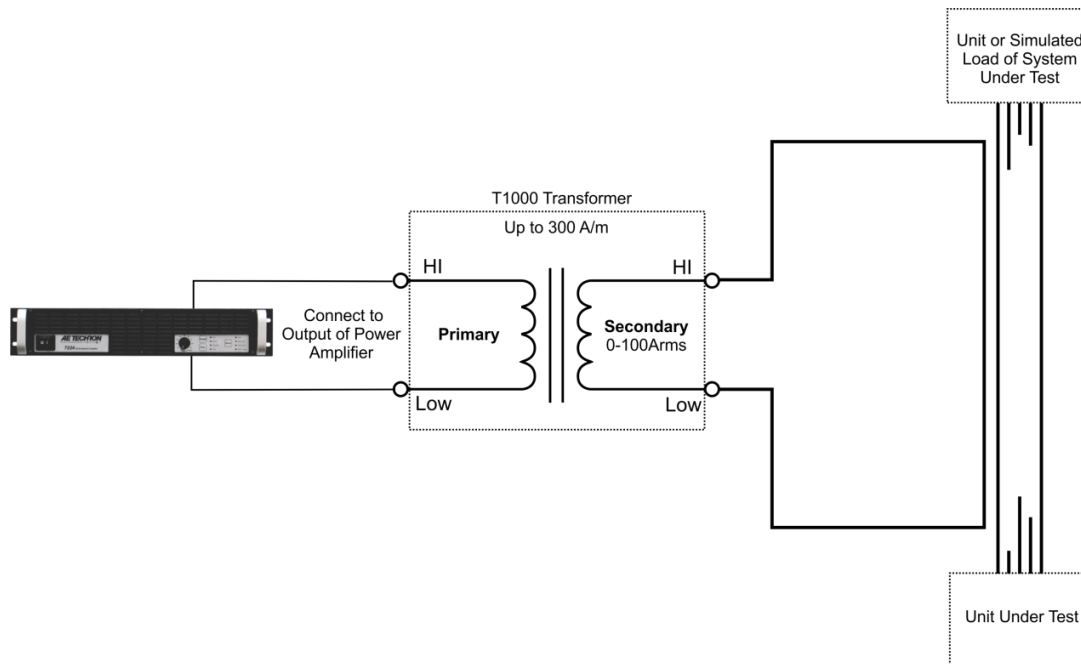 Unit or Simulated
Load of System
Under Test
T1000 Transformer
Up to 300 A/m
HI
HI
Connect to
Output of Power
Amplifier
Primary
Secondary
0-100Arms
Low
Low
AE TECHRON
7224
Unit Under Test